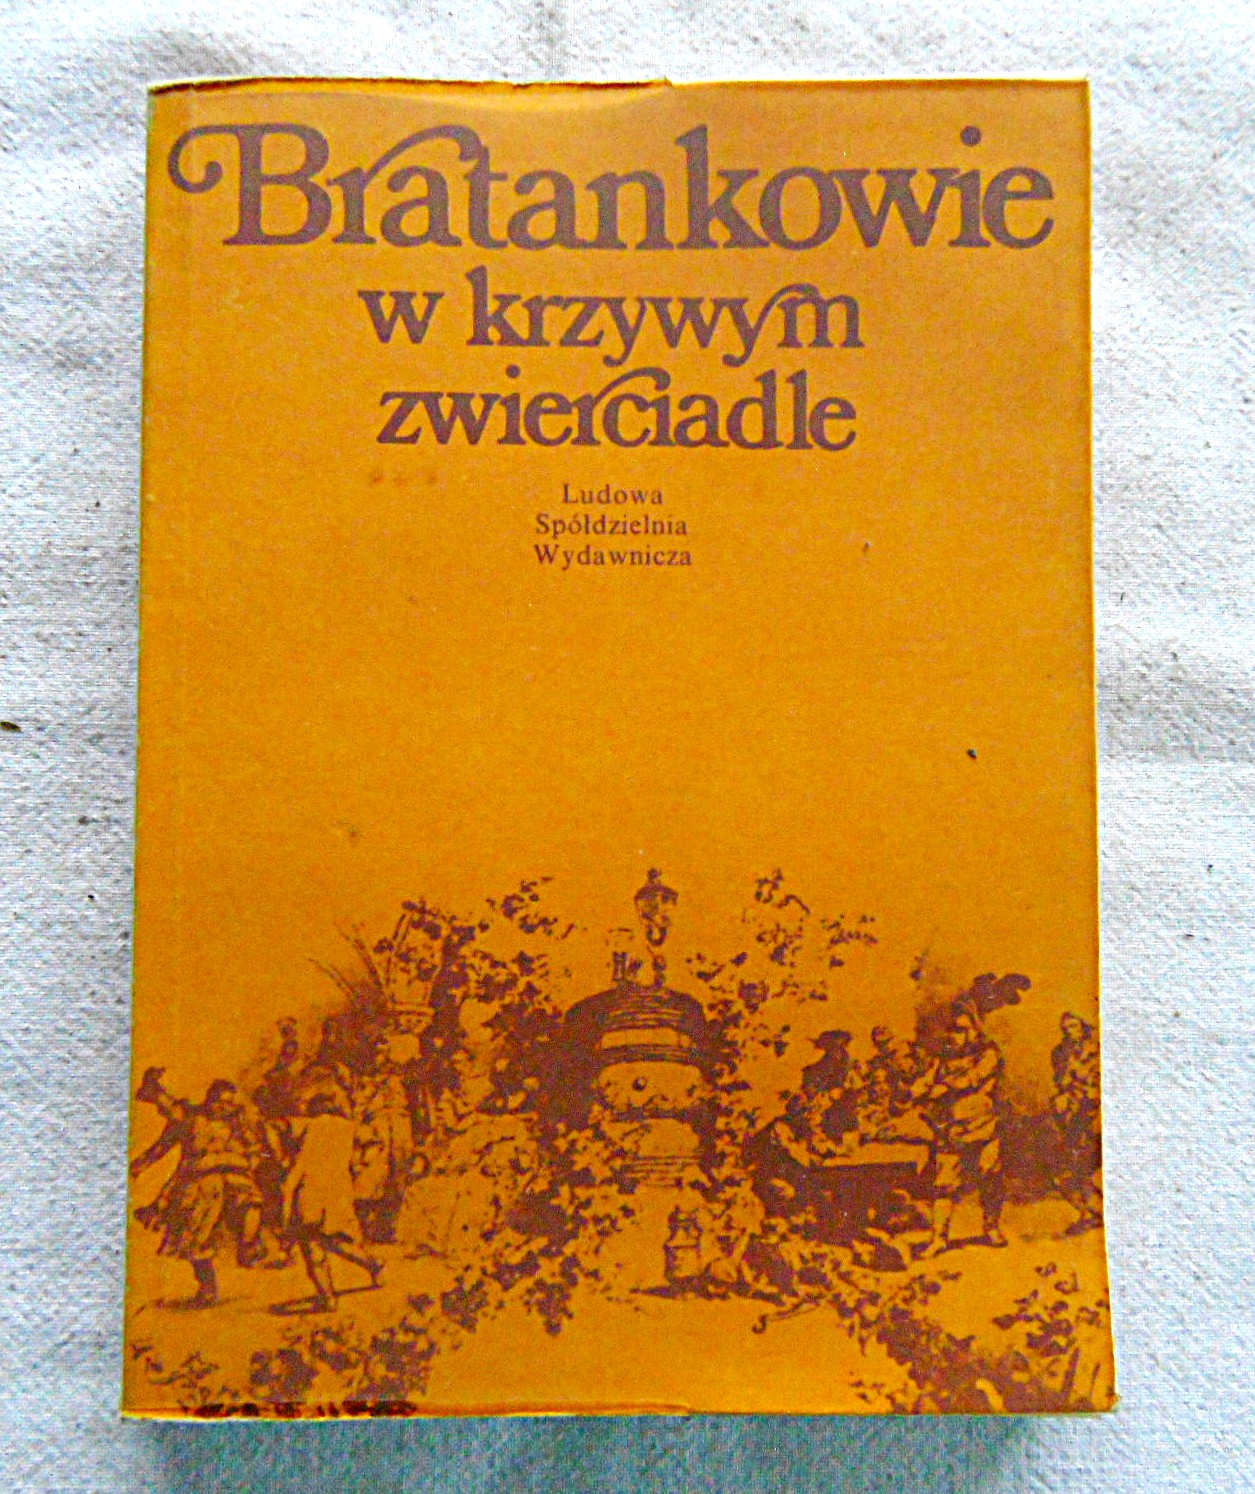 Bratankowie
w krzywym
zwierciadle
Ludowa
Spółdzielnia
Wydawnicza